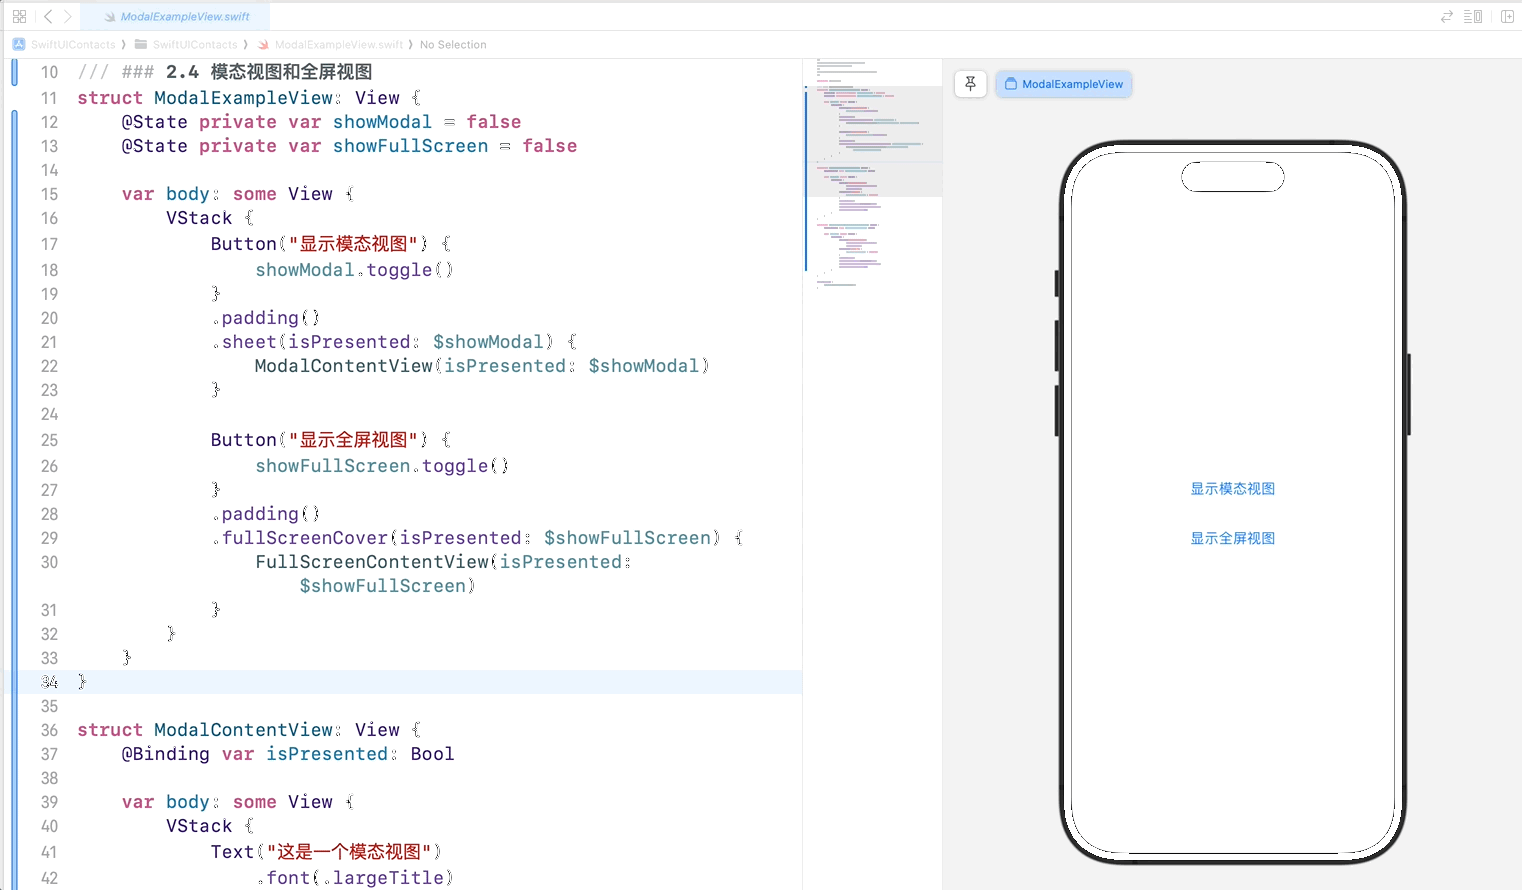 ModalExampleView.swift
SwiftUIContacts 〉 SwiftUIContacts 〉 ModalExampleView.swift 〉 No Selection
10 /// ### 2.4 模态视图和全屏视图
11 struct ModalExampleView: View {
12 @State private var showModal = false
13 @State private var showFullScreen = false
14
15 var body: some View {
16 VStack {
17 Button("显示模态视图") {
18 showModal.toggle()
19 }
20 .padding()
21 .sheet(isPresented: $showModal) {
22 ModalContentView(isPresented: $showModal)
23 }
24
25 Button("显示全屏视图") {
26 showFullScreen.toggle()
27 }
28 .padding()
29 .fullScreenCover(isPresented: $showFullScreen) {
30 FullScreenContentView(isPresented:
$showFullScreen)
31 }
32 }
33 }
34 }
35
36 struct ModalContentView: View {
37 @Binding var isPresented: Bool
38
39 var body: some View {
40 VStack {
41 Text("这是一个模态视图")
42 .font(.largeTitle)
ModalExampleView
显示模态视图
显示全屏视图